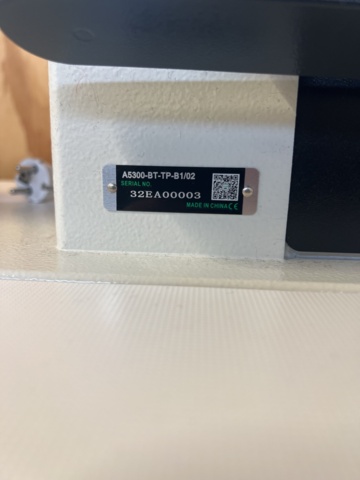 A5300-BT-TP-B1/02
SERIAL NO.
32EA00003
MADE IN CHINA CE